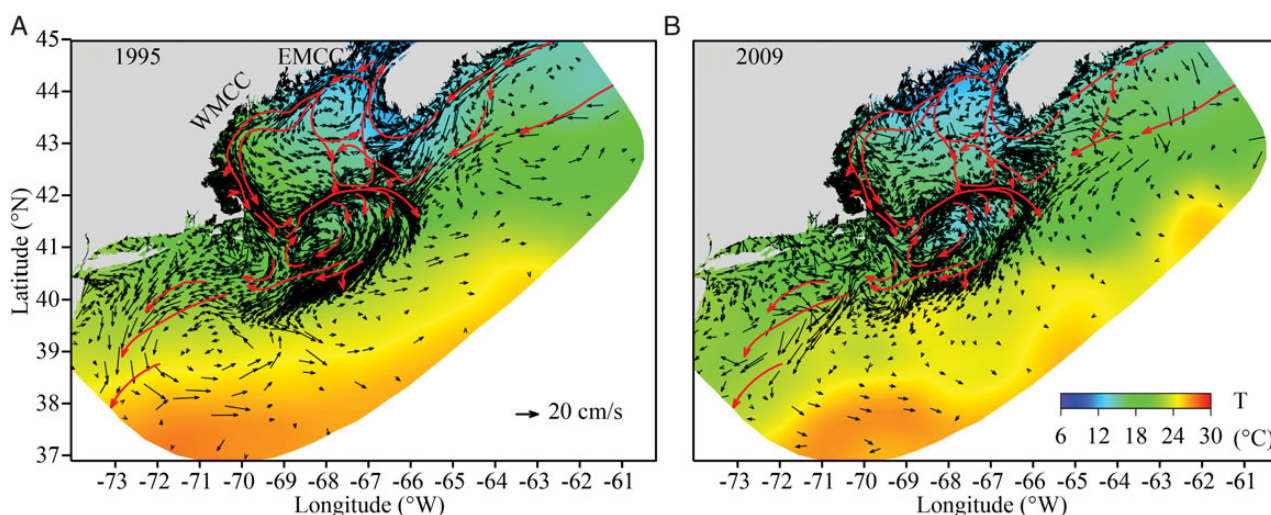 A
B
1995
EMCC
WMCC
2009
45
44
43
42
41
40
39
38
37
Latitude (°N)
Latitude (°N)
20 cm/s
T
6 12 18 24 30 (°C)
-73 -72 -71 -70 -69 -68 -67 -66 -65 -64 -63 -62 -61
-73 -72 -71 -70 -69 -68 -67 -66 -65 -64 -63 -62 -61
Longitude (°W)
Longitude (°W)